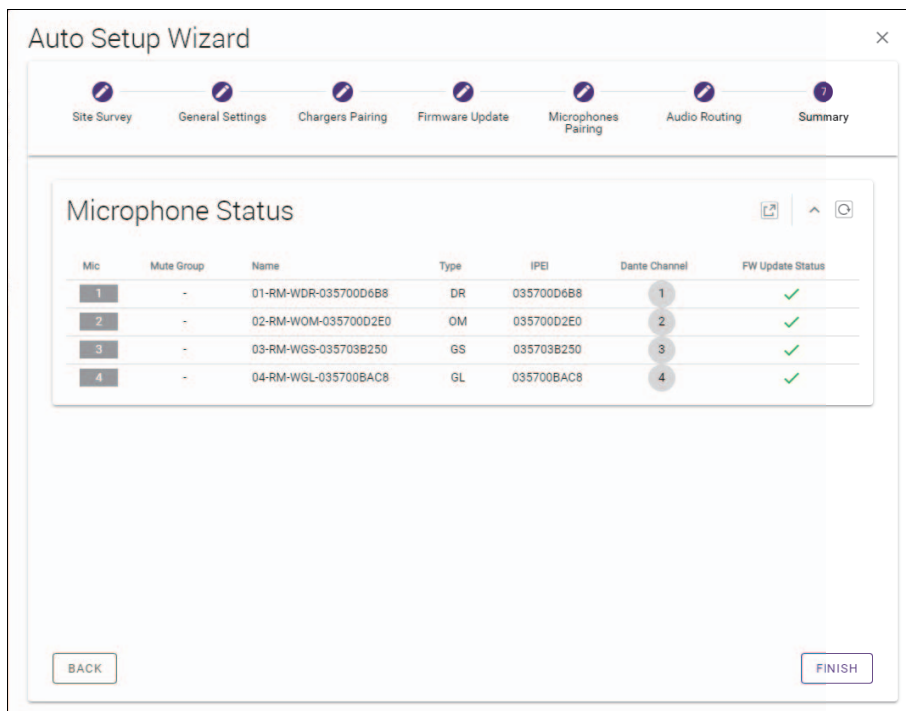 Auto Setup Wizard
7
Site Survey General Settings Chargers Pairing Firmware Update Microphones Pairing Audio Routing Summary
Microphone Status
Mic Mute Group Name Type IPEI Dante Channel FW Update Status
1 - 01-RM-WDR-035700D6B8 DR 035700D6B8 1
2 - 02-RM-WOM-035700D2E0 OM 035700D2E0 2
3 - 03-RM-WGS-035703B250 GS 035703B250 3
4 - 04-RM-WGL-035700BAC8 GL 035700BAC8 4
BACK FINISH